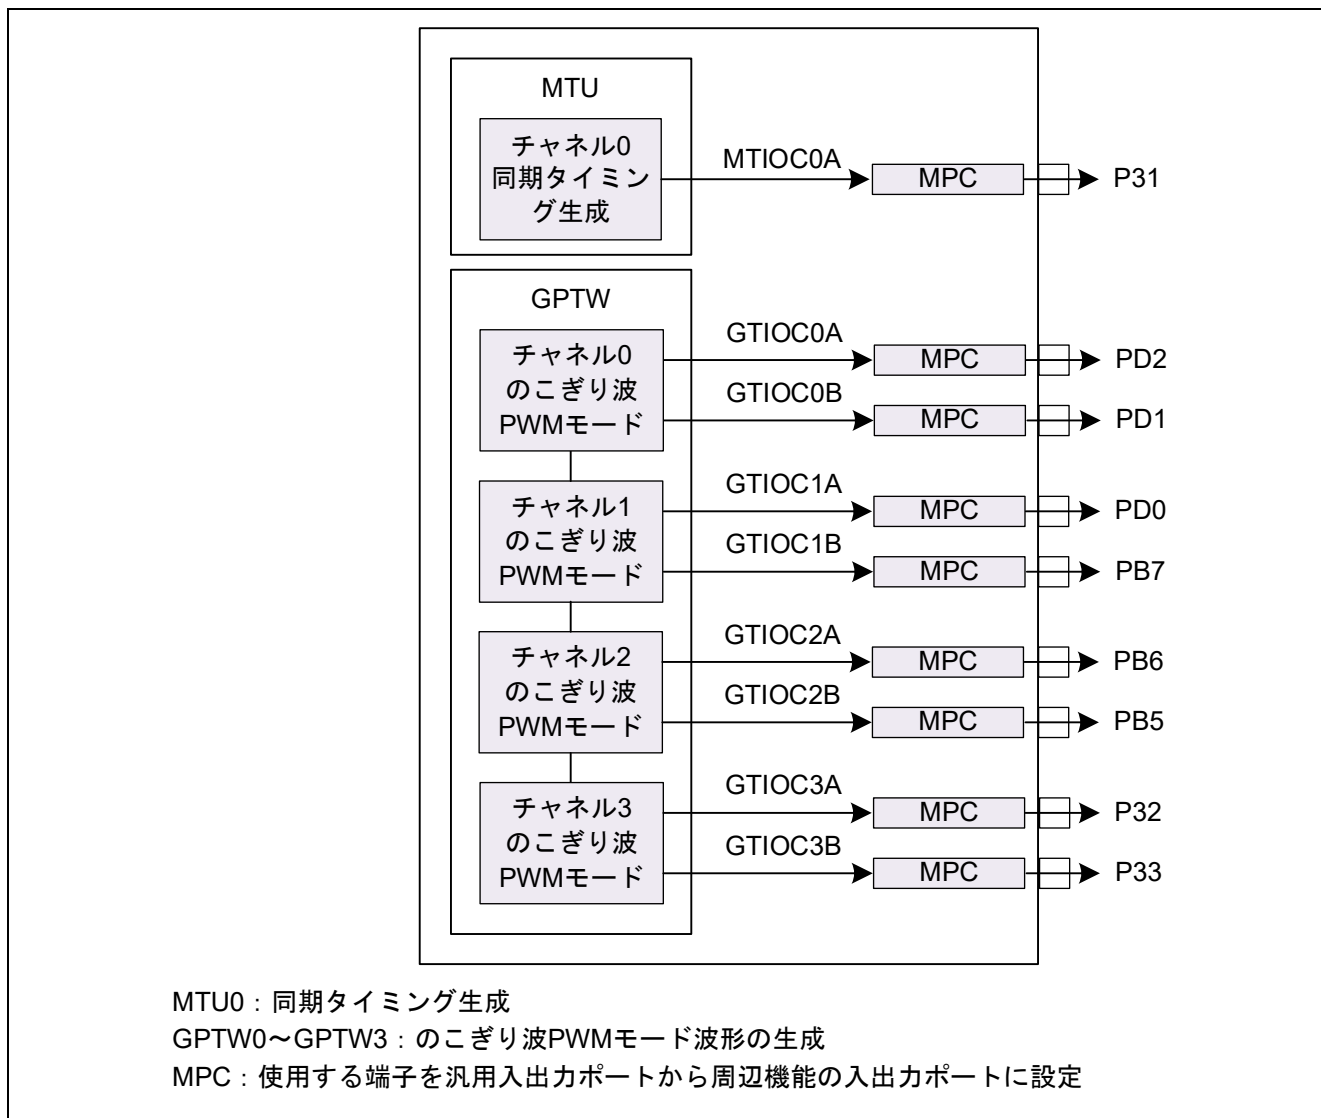 MTU
チャネル0
同期タイミン
グ生成
MTIOC0A
MPC
P31
GPTW
チャネル0
のこぎり波
PWMモード
GTIOC0A
MPC
PD2
GTIOC0B
MPC
PD1
チャネル1
のこぎり波
PWMモード
GTIOC1A
MPC
PD0
GTIOC1B
MPC
PB7
チャネル2
のこぎり波
PWMモード
GTIOC2A
MPC
PB6
GTIOC2B
MPC
PB5
チャネル3
のこぎり波
PWMモード
GTIOC3A
MPC
P32
GTIOC3B
MPC
P33
MTU0：同期タイミング生成
GPTW0～GPTW3：のこぎり波PWMモード波形の生成
MPC：使用する端子を汎用入出力ポートから周辺機能の入出力ポートに設定